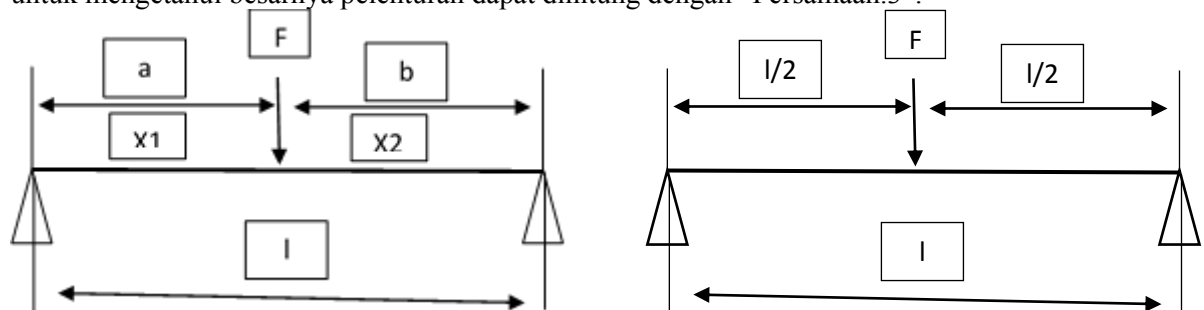 untuk mengetahui besarnya pelenturan dapat dihitung dengan "Persamaan.3".
F
a
b
X1
X2
l
F
l/2
l/2
l